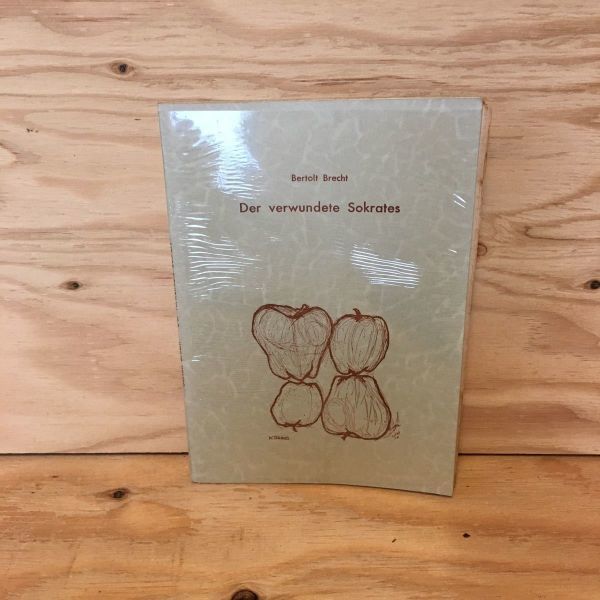 Bertolt Brecht
Der verwundete Sokrates